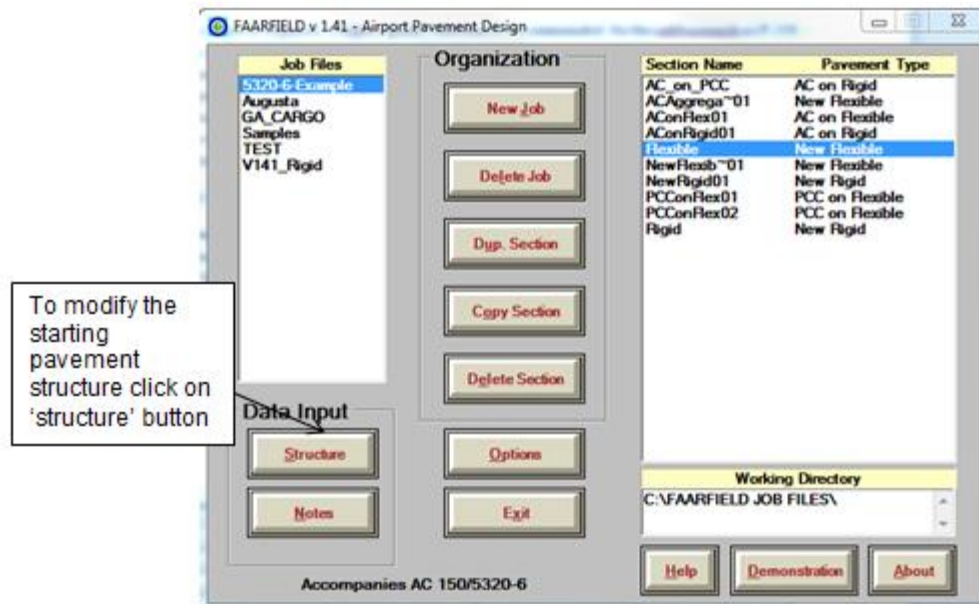 FAARFIELD v 1.41 - Airport Pavement Design
Job Files
5320-6-Example
Augusta
GA_CARGO
Samples
TEST
V141_Rigid
Organization
New Job
Delete Job
Dup. Section
Copy Section
Delete Section
Section Name Pavement Type
AC_on_PCC AC on Rigid
ACAggrega~01 New Flexible
AConFlex01 AC on Flexible
AConRigid01 AC on Rigid
Flexible New Flexible
NewFlexib~01 New Flexible
NewRigid01 New Rigid
PCConFlex01 PCC on Flexible
PCConFlex02 PCC on Flexible
Rigid New Rigid
To modify the
starting
pavement
structure click on
‘structure’ button
Data Input
Structure
Notes
Options
Exit
Working Directory
C:\FAARFIELD JOB FILES\
Accompanies AC 150/5320-6
Help
Demonstration
About